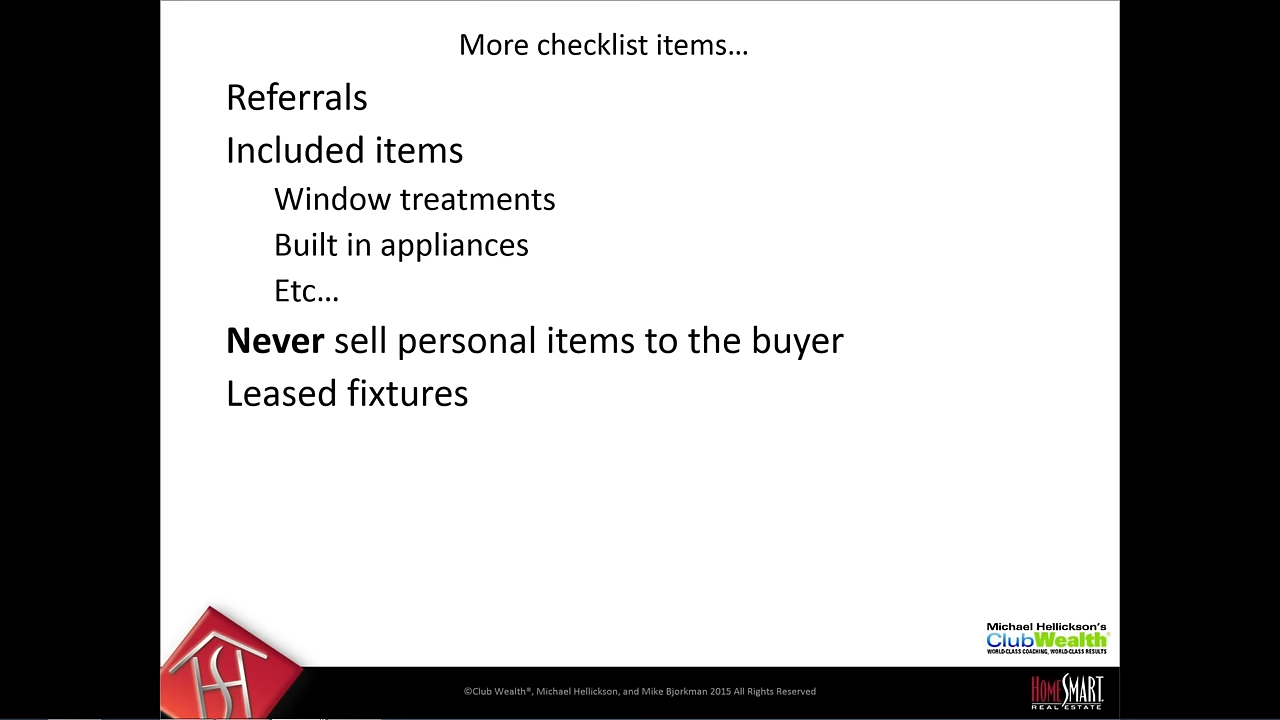 More checklist items…
Referrals
Included items
Window treatments
Built in appliances
Etc…
Never sell personal items to the buyer
Leased fixtures
Michael Hellickson's
ClubWealth®
WORLD-CLASS COACHING, WORLD-CLASS RESULTS
©Club Wealth®, Michael Hellickson, and Mike Bjorkman 2015 All Rights Reserved
HOMESMART
REAL ESTATE